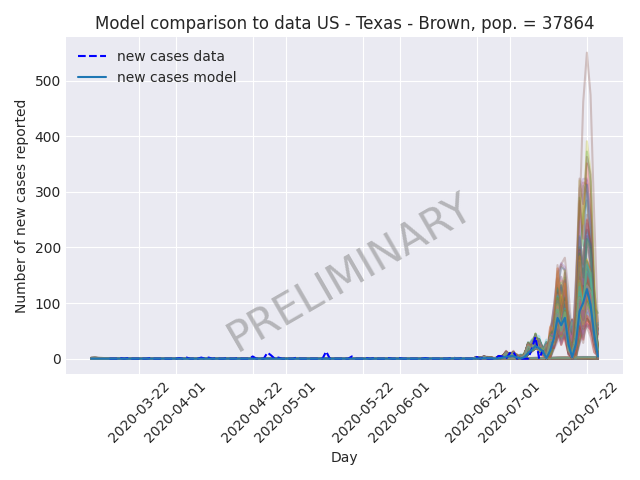 Model comparison to data US - Texas - Brown, pop. = 37864
new cases data
new cases model
PRELIMINARY
Number of new cases reported
500
400
300
200
100
0
2020-03-22
2020-04-01
2020-04-22
2020-05-01
2020-05-22
2020-06-01
2020-06-22
2020-07-01
2020-07-22
Day